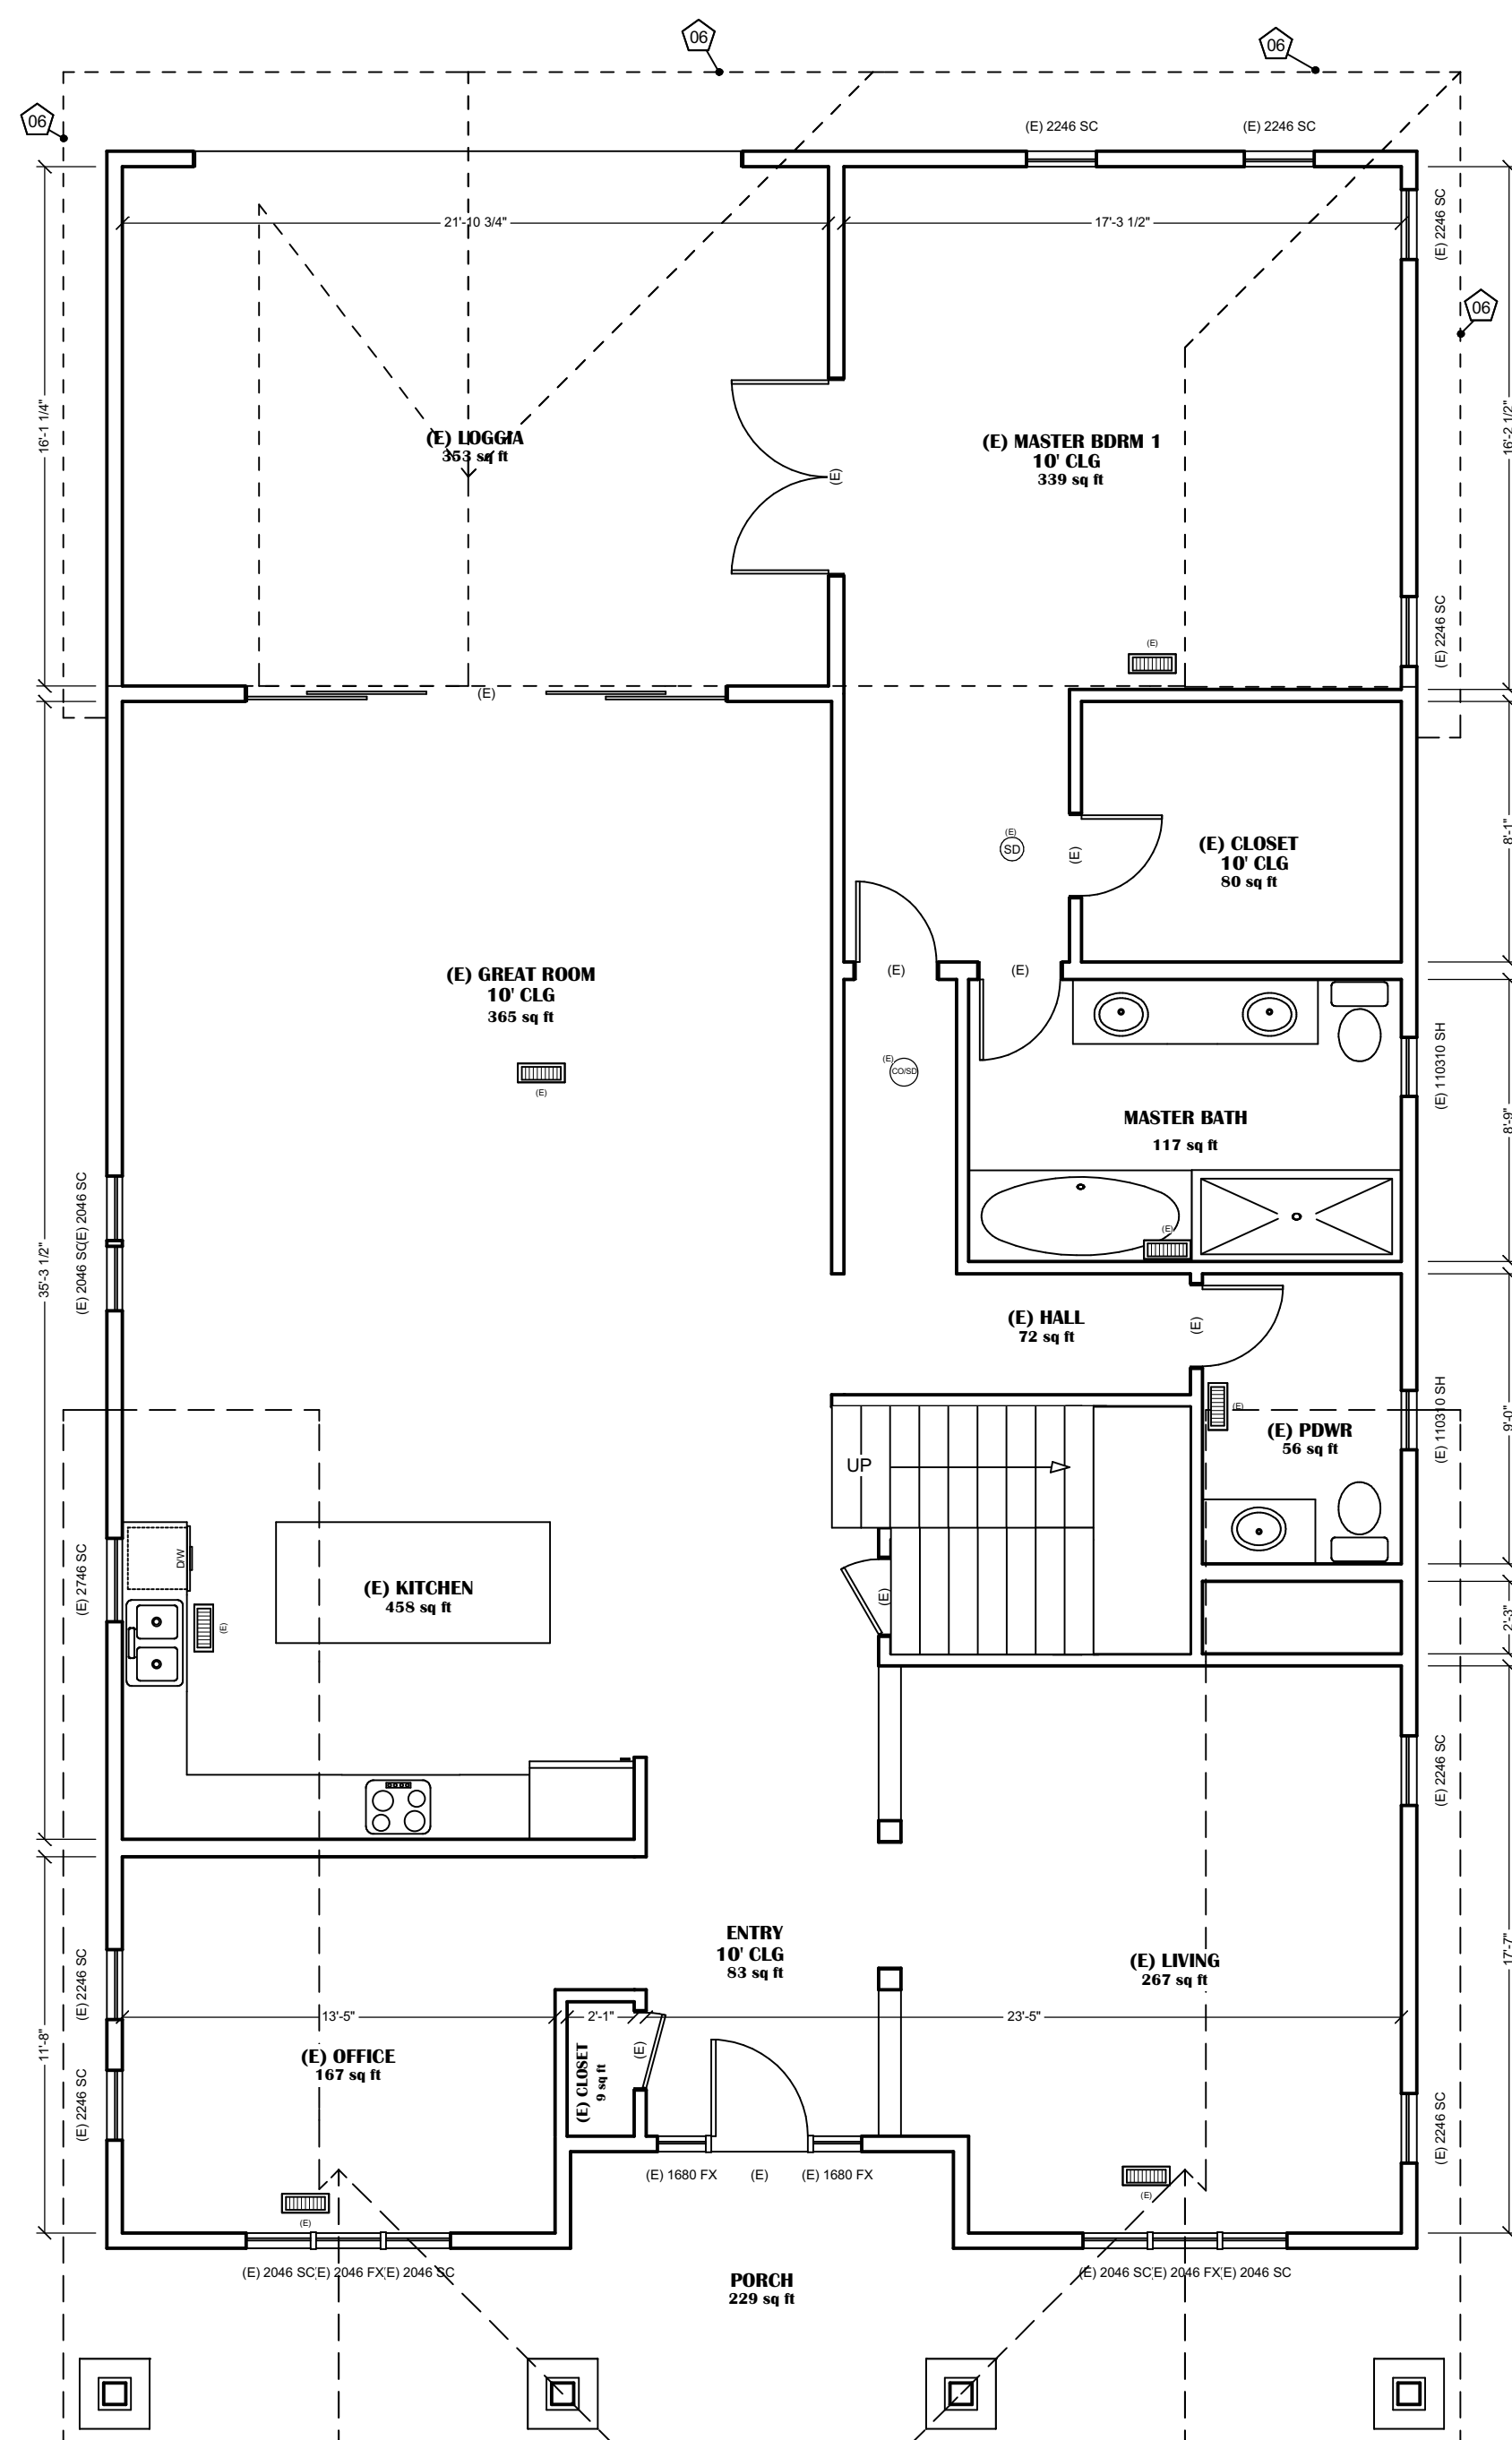 06
06
06
(E) 2246 SC
(E) 2246 SC
(E) 2246 SC
21'-10 3/4"
17'-3 1/2"
06
16'-1 1/4"
16'-2 1/2"
(E) LOGGIA
353 sq ft
(E) MASTER BDRM 1
10' CLG
339 sq ft
(E)
(E) 2246 SC
(E)
(E)
(E)
SD
(E)
(E) CLOSET
10' CLG
80 sq ft
8'-1"
(E) GREAT ROOM
10' CLG
365 sq ft
(E)
(E)
(E)
CO/SD
(E)
(E) 110310 SH
MASTER BATH
117 sq ft
8'-9"
(E)
(E) 2046 SC
(E) 2046 SC
35'-3 1/2"
(E) HALL
72 sq ft
(E)
(E)
(E) 110310 SH
9'-0"
(E) PDWR
56 sq ft
UP
D/W
(E) 2746 SC
(E) KITCHEN
458 sq ft
(E)
(E)
2'-3"
(E) 2246 SC
ENTRY
10' CLG
83 sq ft
(E) LIVING
267 sq ft
17'-7"
(E) 2246 SC
13'-5"
2'-1"
23'-5"
11'-8"
(E) OFFICE
167 sq ft
(E) CLOSET
9 sq ft
(E)
(E) 2246 SC
(E) 2246 SC
(E) 1680 FX
(E)
(E) 1680 FX
(E)
(E)
(E) 2046 SC
(E) 2046 FX
(E) 2046 SC
(E) 2046 SC
(E) 2046 FX
(E) 2046 SC
PORCH
229 sq ft